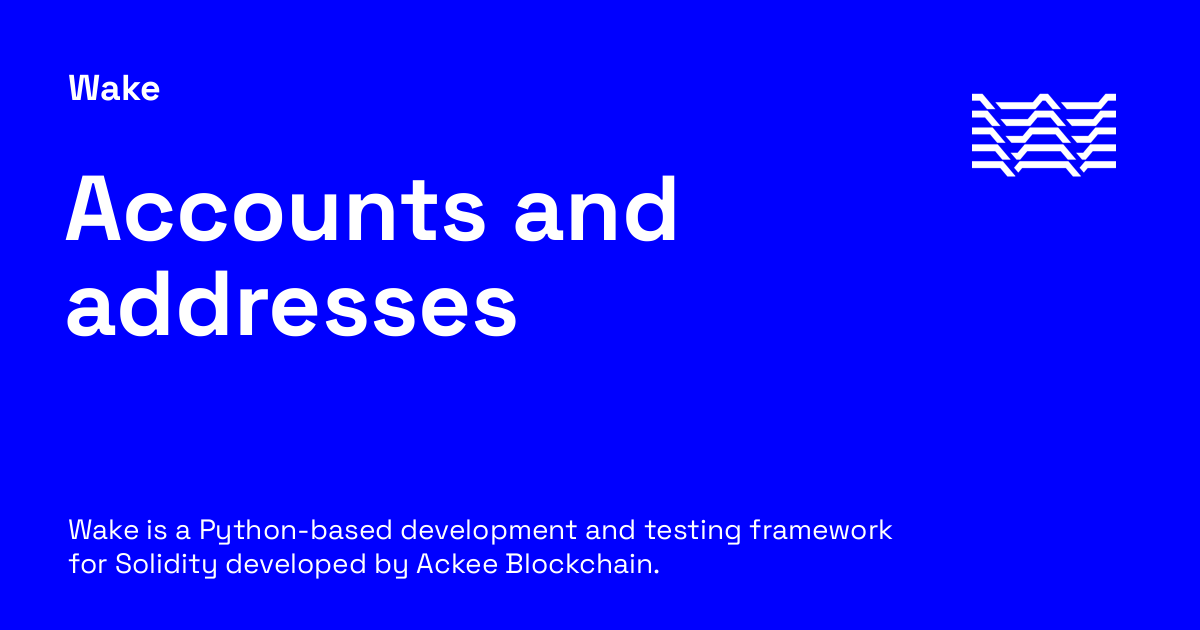 Wake
Accounts and
addresses
Wake is a Python-based development and testing framework
for Solidity developed by Ackee Blockchain.